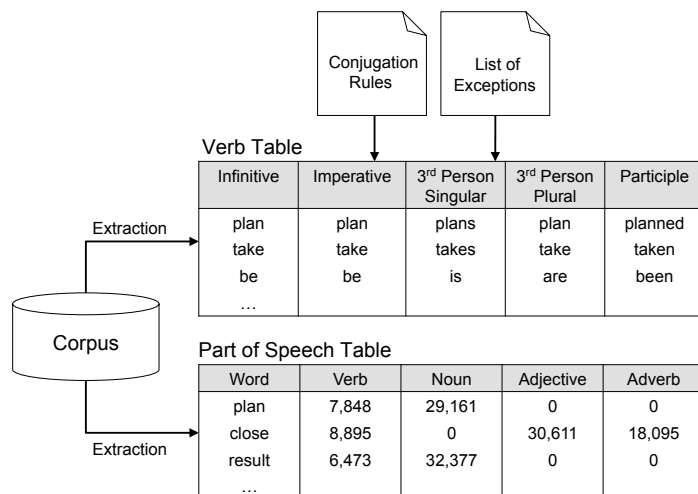 Conjugation
Rules
List of
Exceptions
Verb Table
Infinitive Imperative 3rd Person Singular 3rd Person Plural Participle
plan plan plans plan planned
take take takes take taken
be be is are been
…
Extraction
Corpus
Extraction
Part of Speech Table
Word Verb Noun Adjective Adverb
plan 7,848 29,161 0 0
close 8,895 0 30,611 18,095
result 6,473 32,377 0 0
…